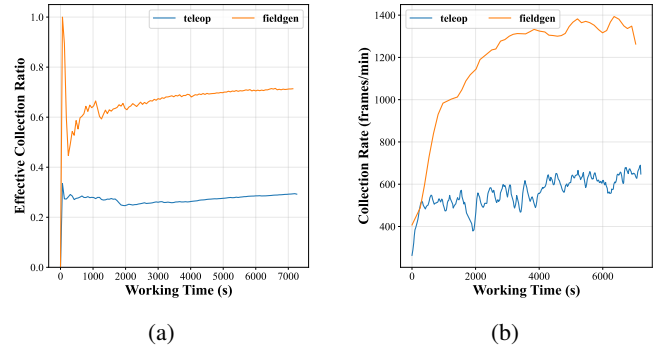 teleop fieldgen
Effective Collection Ratio
1.0
0.8
0.6
0.4
0.2
0.0
0 1000 2000 3000 4000 5000 6000 7000
Working Time (s)
(a)
teleop fieldgen
Collection Rate (frames/min)
1400
1200
1000
800
600
400
0 2000 4000 6000
Working Time (s)
(b)